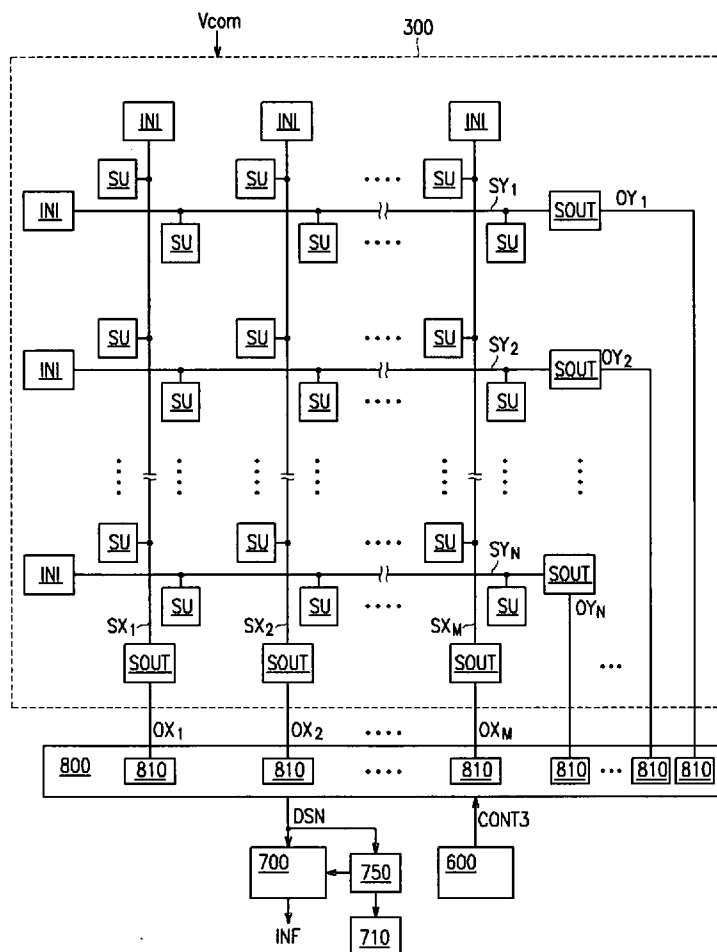 Vcom
300
INI INI INI
SU SU SU
SY1 OY1
INI SOUT
SU SU SU
SU SU SU
SY2 OY2
INI SOUT
SU SU SU
SU SU SU
SYN
INI SOUT
SU SU SU
OYN
SX1 SX2 SXM
SOUT SOUT SOUT
OX1 OX2 OXM
800 810 810 810 810 810 810
DSN CONT3
700 750 600
INF 710